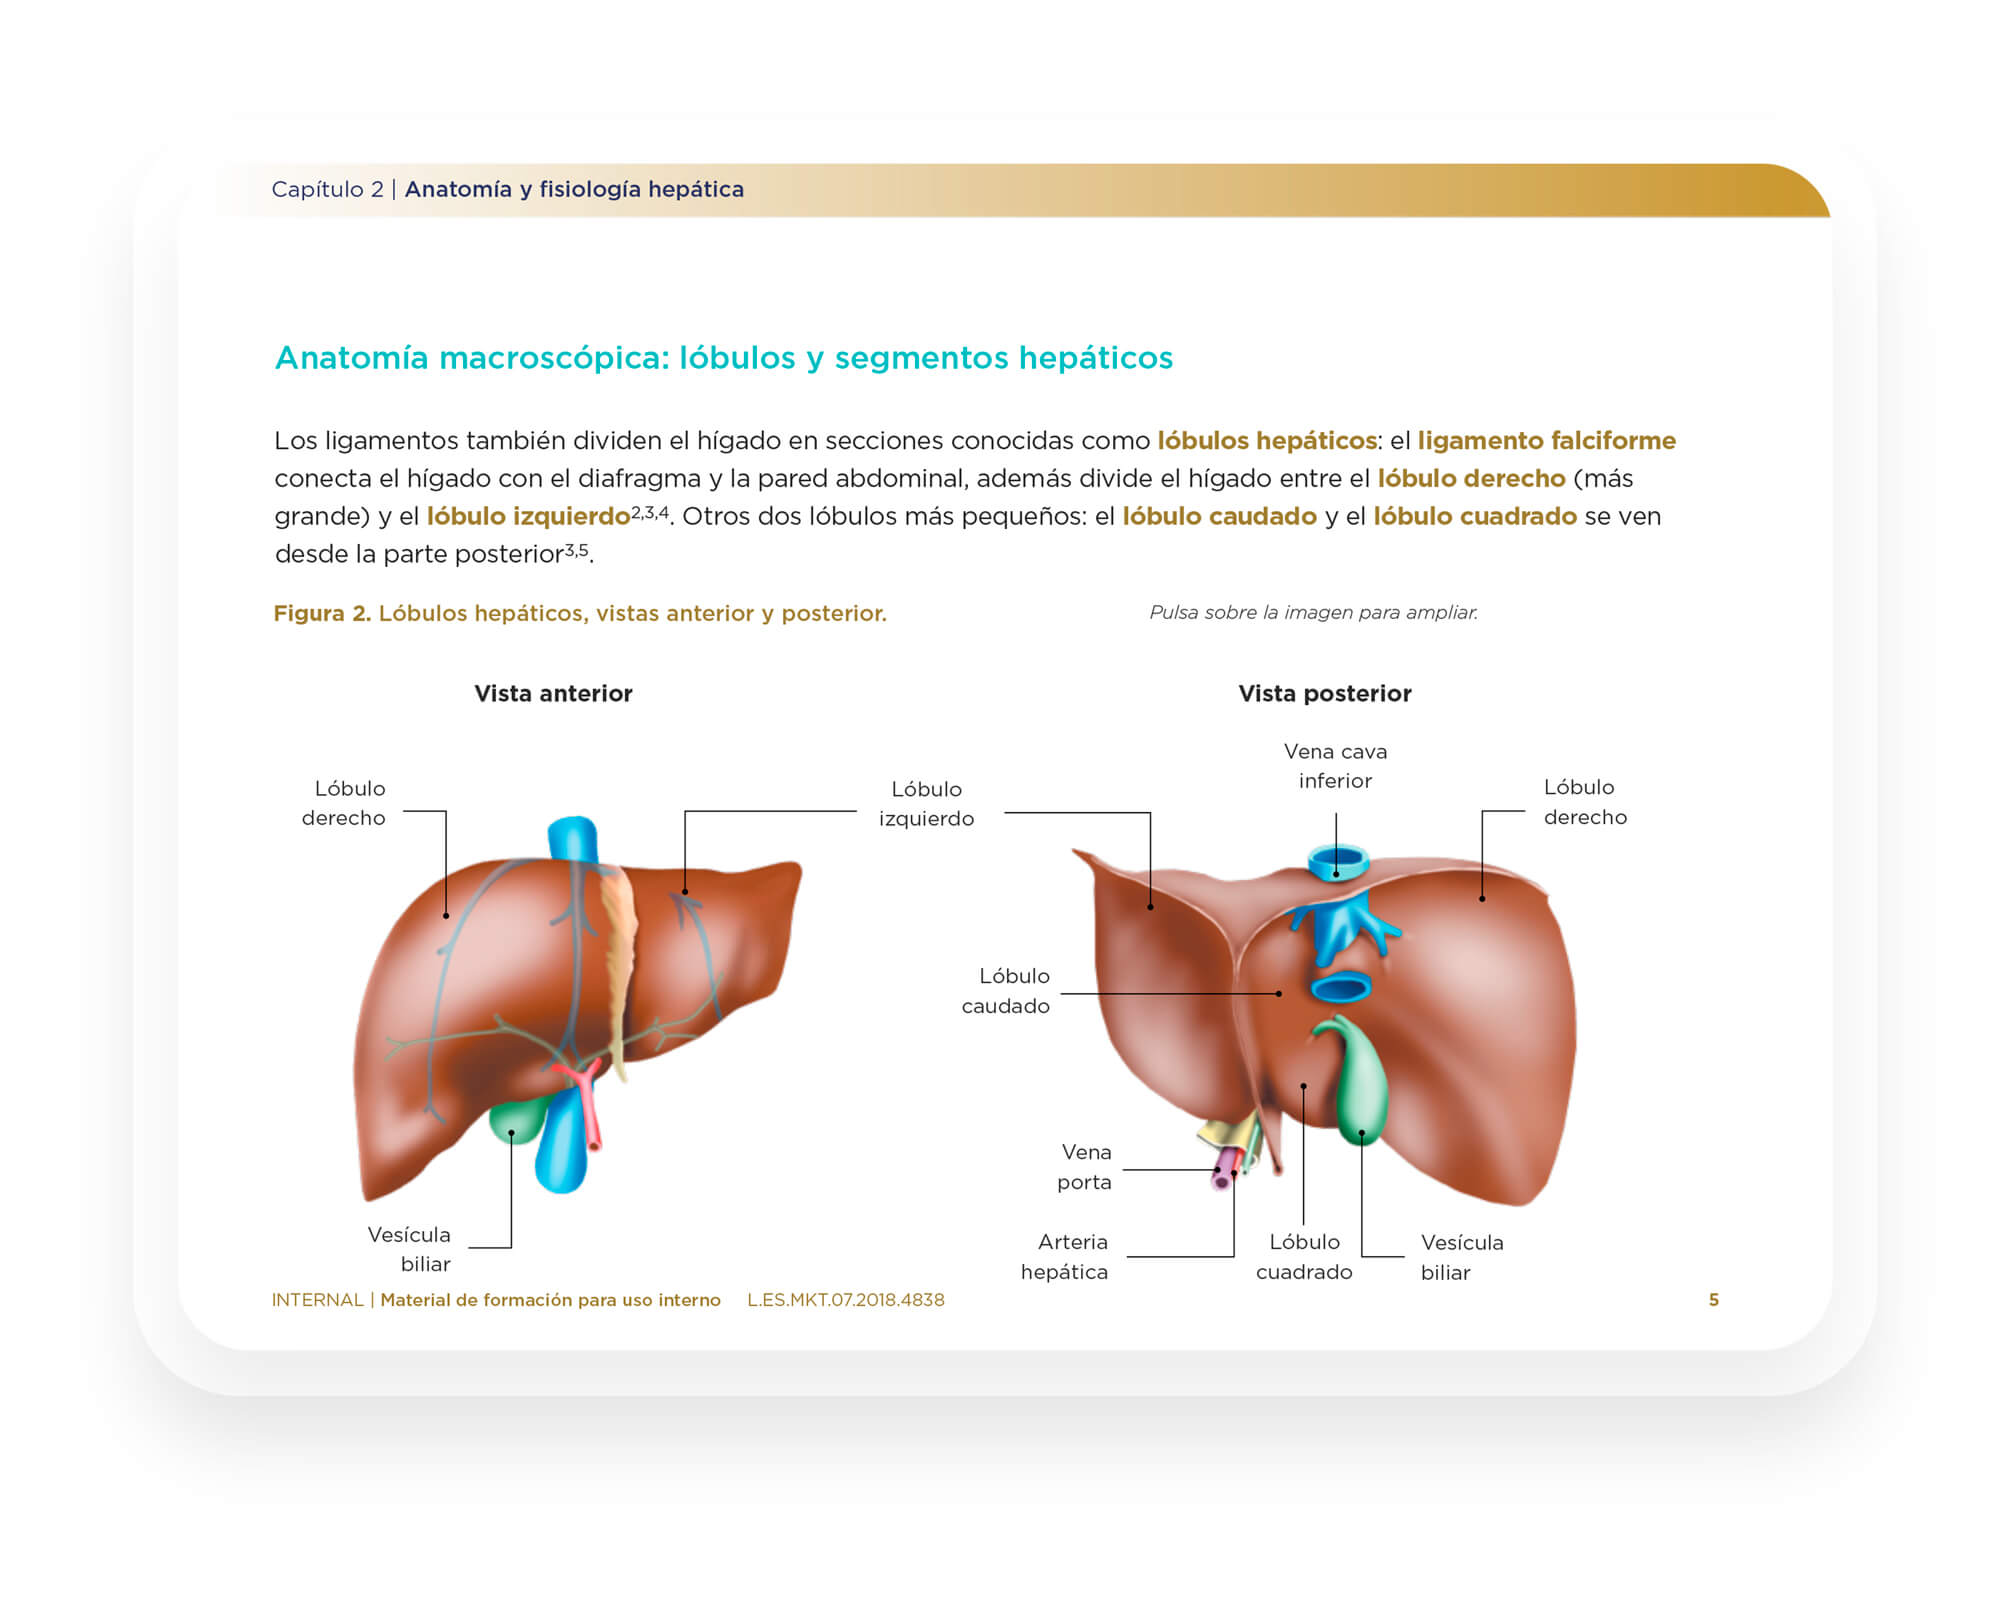 Capítulo 2 | Anatomía y fisiología hepática
Anatomía macroscópica: lóbulos y segmentos hepáticos
Los ligamentos también dividen el hígado en secciones conocidas como lóbulos hepáticos: el ligamento falciforme
conecta el hígado con el diafragma y la pared abdominal, además divide el hígado entre el lóbulo derecho (más
grande) y el lóbulo izquierdo2,3,4. Otros dos lóbulos más pequeños: el lóbulo caudado y el lóbulo cuadrado se ven
desde la parte posterior3,5.
Figura 2. Lóbulos hepáticos, vistas anterior y posterior.
Pulsa sobre la imagen para ampliar.
Vista anterior
Lóbulo
derecho
Lóbulo
izquierdo
Vesícula
biliar
Vista posterior
Vena cava
inferior
Lóbulo
derecho
Lóbulo
caudado
Vena
porta
Arteria
hepática
Lóbulo
cuadrado
Vesícula
biliar
INTERNAL | Material de formación para uso interno L.ES.MKT.07.2018.4838
5